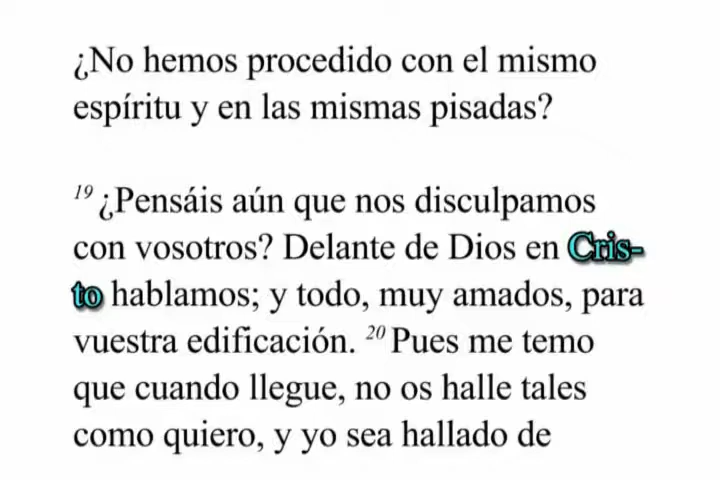 ¿No hemos procedido con el mismo
espíritu y en las mismas pisadas?
19 ¿Pensáis aún que nos disculpamos
con vosotros? Delante de Dios en Cris-
to hablamos; y todo, muy amados, para
vuestra edificación. 20 Pues me temo
que cuando llegue, no os halle tales
como quiero, y yo sea hallado de